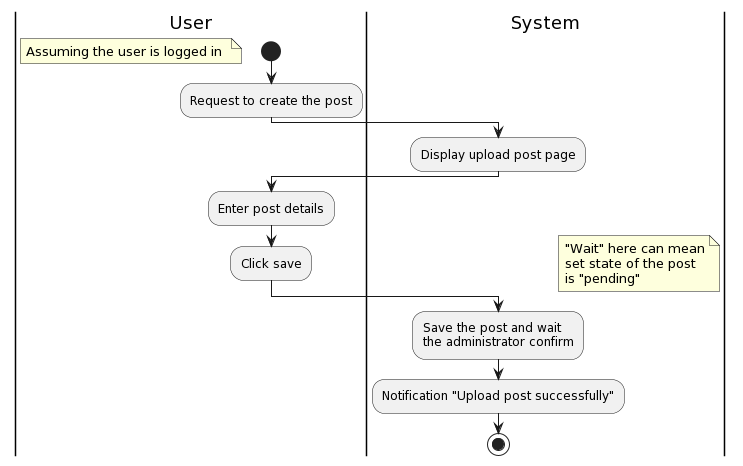 User
System
Assuming the user is logged in
Request to create the post
Display upload post page
Enter post details
"Wait" here can mean
set state of the post
is "pending"
Click save
Save the post and wait
the administrator confirm
Notification "Upload post successfully"